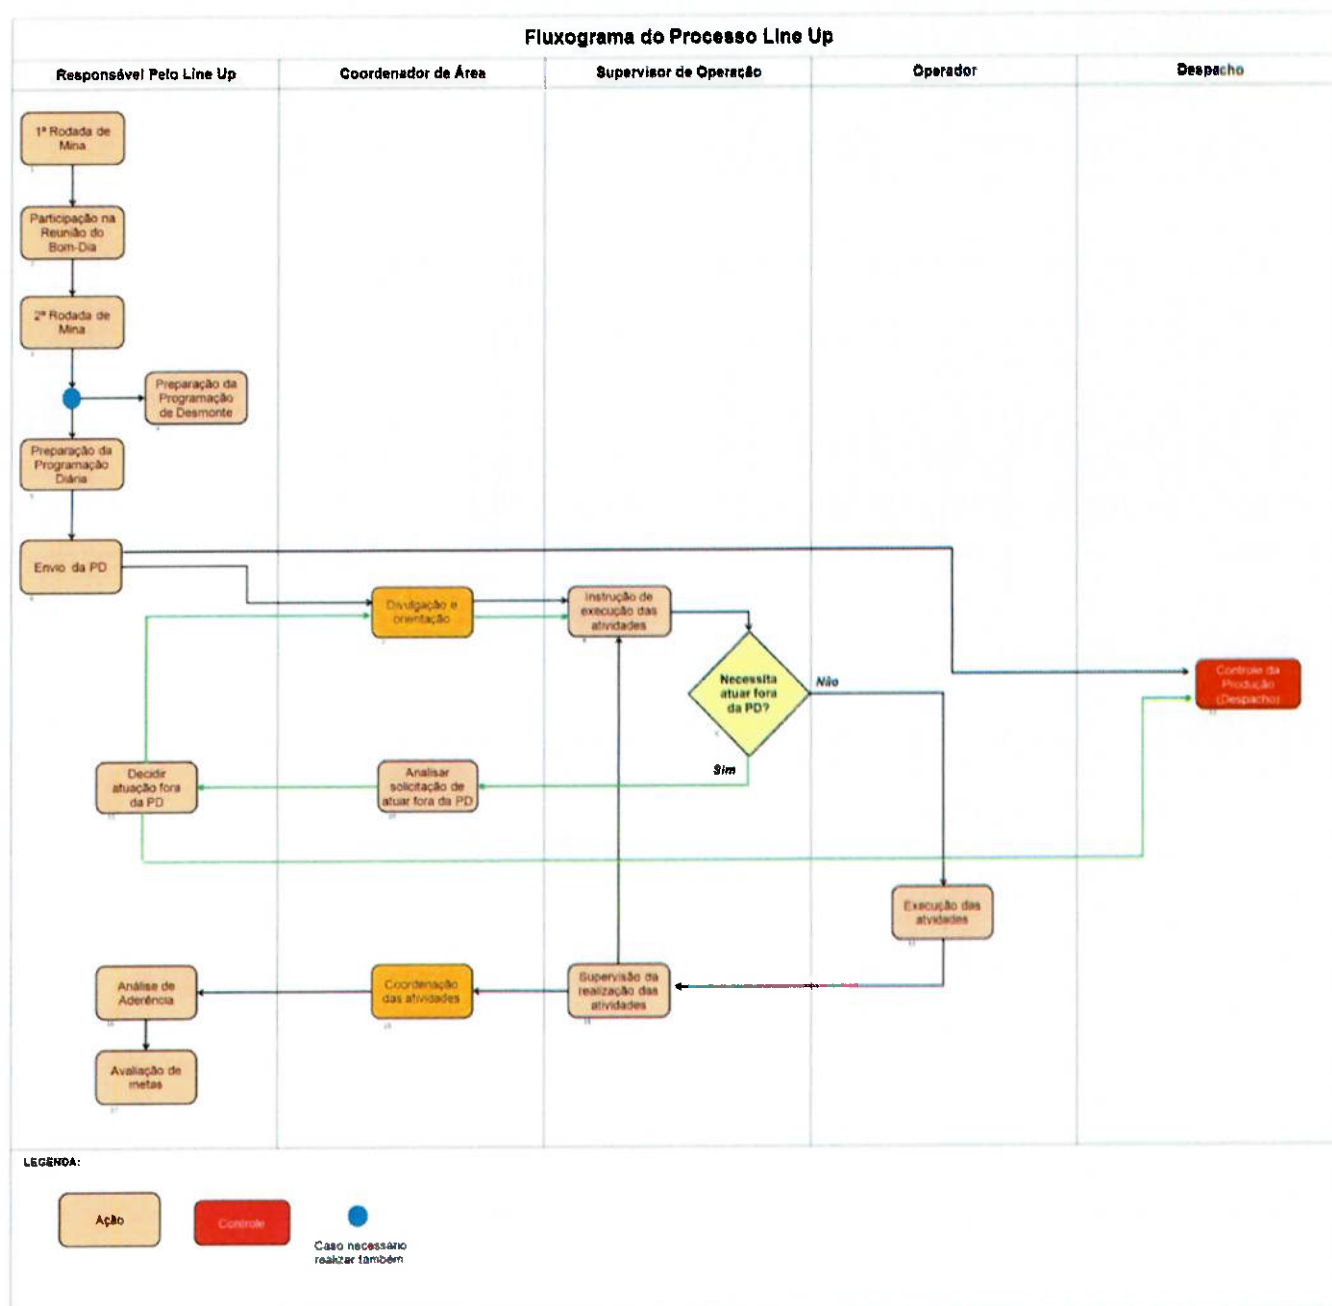 Fluxograma do Processo Line Up
Responsável Pelo Line Up
Coordenador de Área
Supervisor de Operação
Operador
Despacho
1ª Rodada de
Mina
Participação na
Reunião do
Bom-Dia
2ª Rodada de
Mina
Preparação da
Programação
de Desmonte
Preparação da
Programação
Diária
Envio da PD
Divulgação e
orientação
Instrução de
execução das
atividades
Necessita
atuar fora
da PD?
Não
Sim
Controle da
Produção
(Despacho)
Decidir
atuação fora
da PD
Analisar
solicitação de
atuar fora da PD
Execução das
atvidades
Análise de
Aderência
Coordenação
das atividades
Supervisão da
realização das
atividades
Avaliação de
metas
LEGENDA:
Ação
Controle
Caso necessário
realizar também